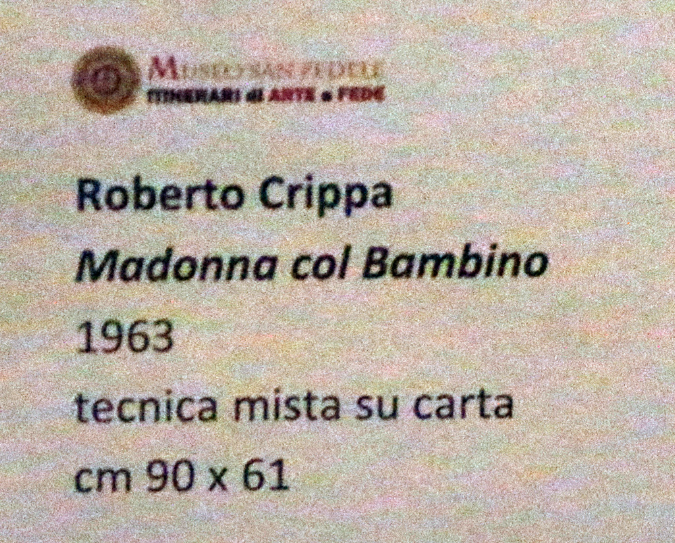 MUSEO SAN FEDELE
ITINERARI di ARTE e FEDE
Roberto Crippa
Madonna col Bambino
1963
tecnica mista su carta
cm 90 x 61